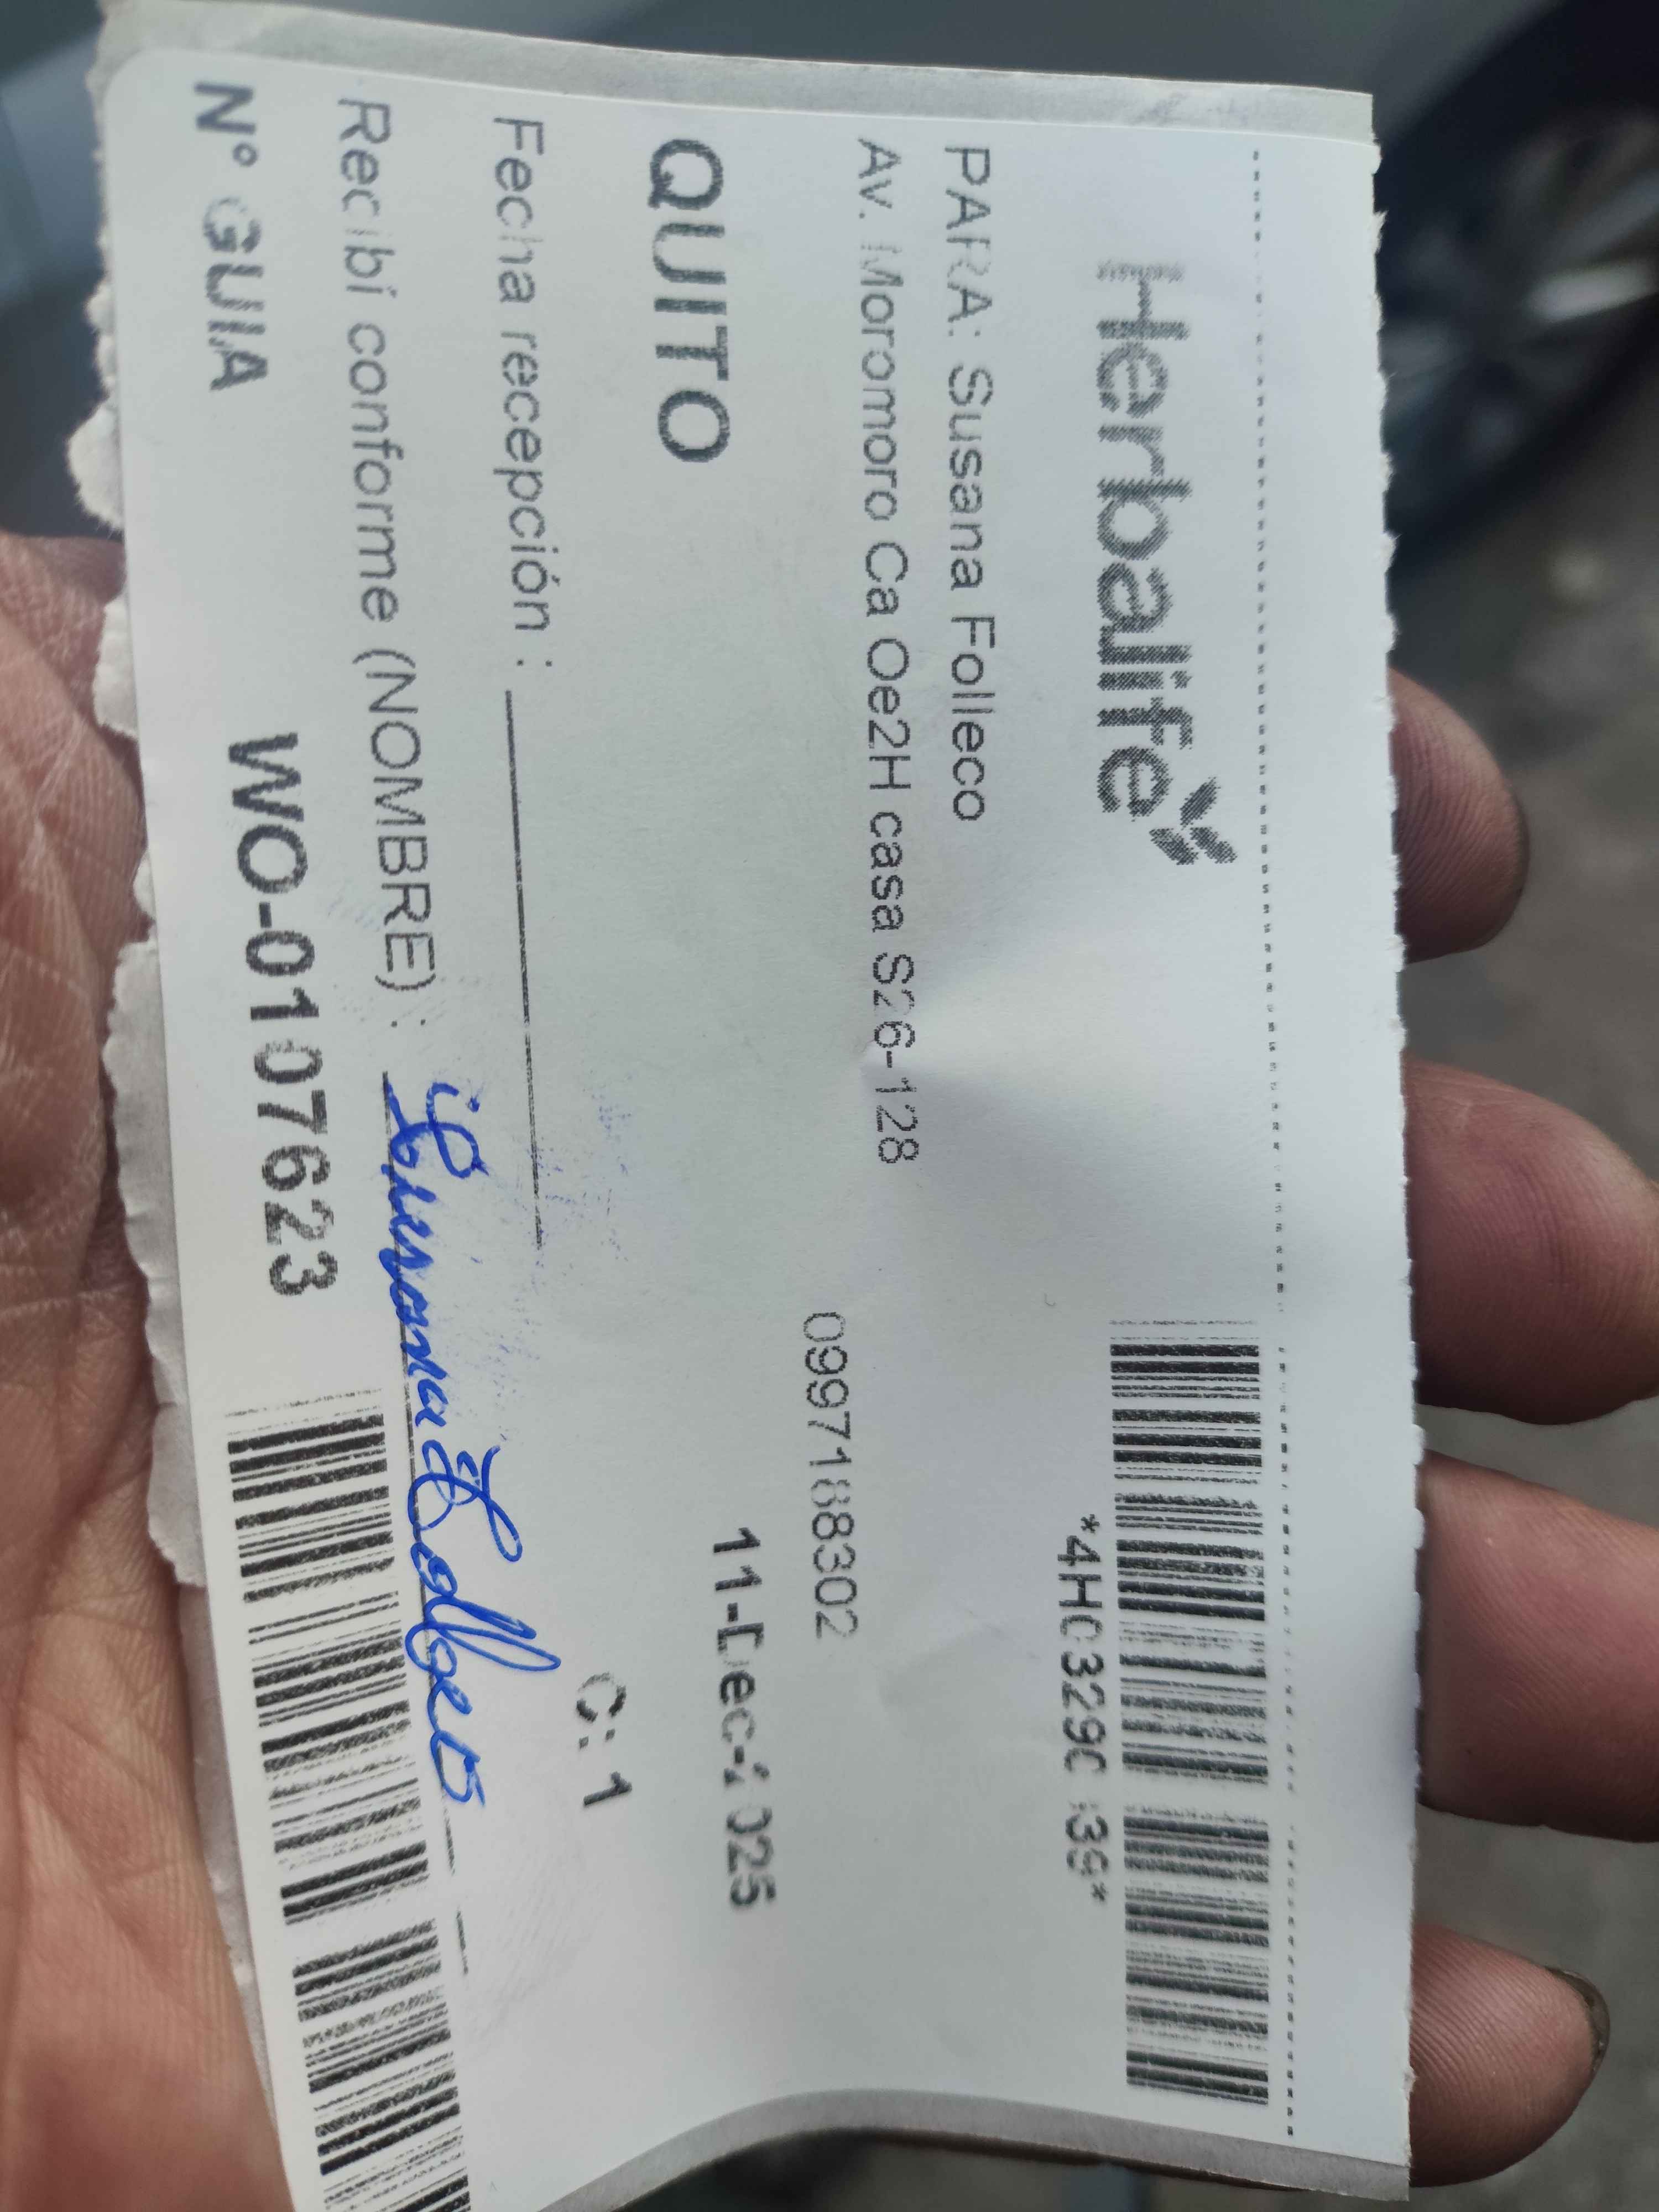 Herbalife
PARA: Susana Folleco
Av. Moromoro Ca Oe2H casa S26-128
0997188302
QUITO
11-Dec-2025
C: 1
Fecha recepción :
Recibí conforme (NOMBRE) : Susana Folleco
N° GUIA WO-0107623